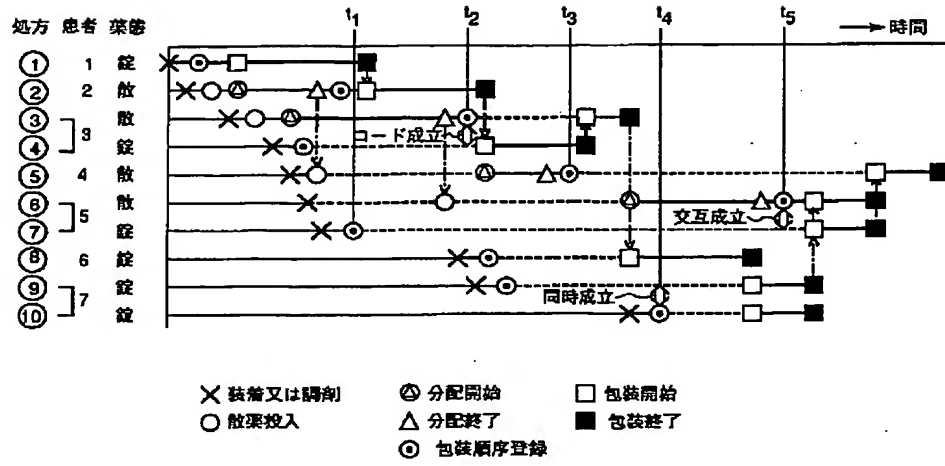 t1 t2 t3 t4 t5
処方 患者 薬態 時間
① 1 錠
② 2 散
③ 散
3
④ 錠
コード成立
⑤ 4 散
⑥ 散
5
⑦ 錠
交互成立
⑧ 6 錠
⑨ 錠
同時成立
7
⑩ 錠
装着又は調剤 分配開始 包装開始
散薬投入 分配終了 包装終了
包装順序登録